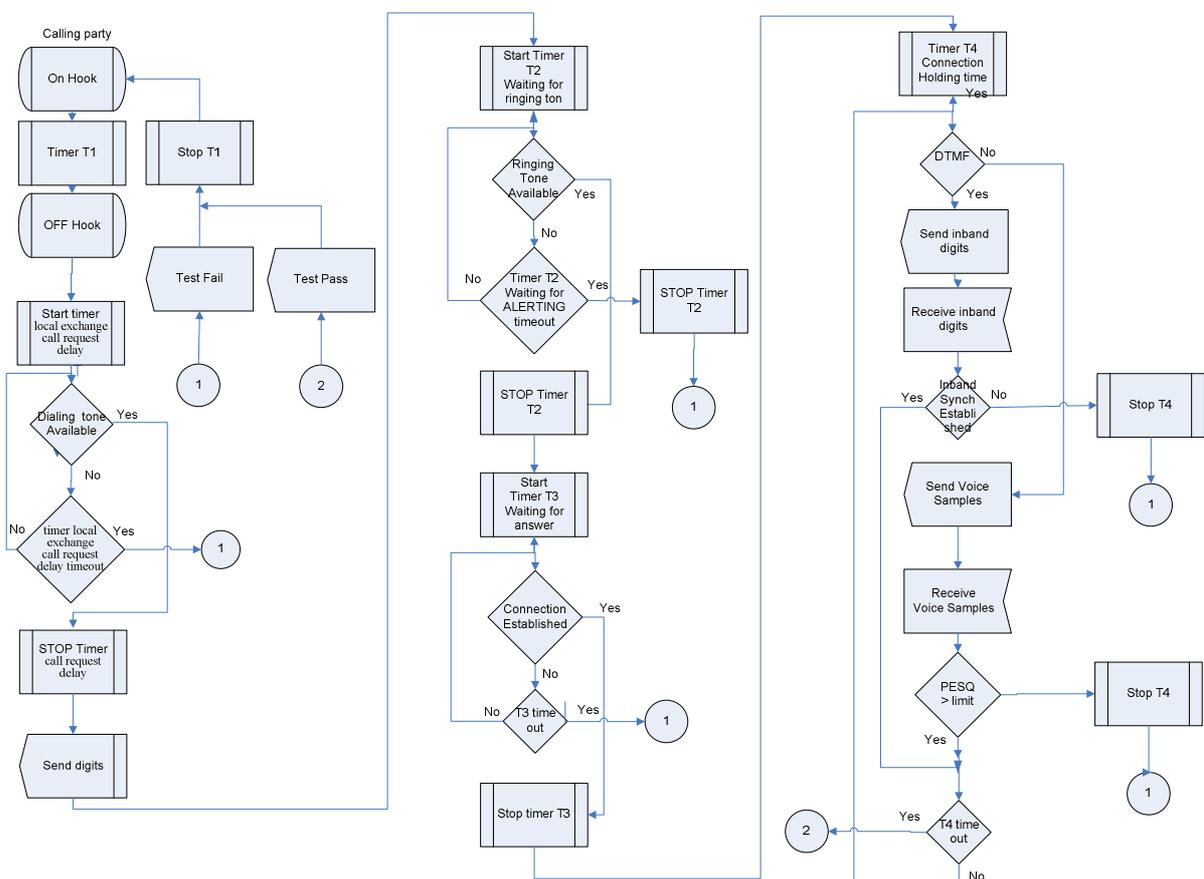 Calling party
On Hook
Timer T1
Stop T1
OFF Hook
Test Fail
Test Pass
Start timer
local exchange
call request
delay
1
2
Dialing tone
Available
Yes
No
timer local
exchange
call request
delay timeout
No
Yes
1
STOP Timer
call request
delay
Send digits
Start Timer
T2
Waiting for
ringing ton
Ringing
Tone
Available
Yes
No
Timer T2
Waiting for
ALERTING
timeout
No
Yes
STOP Timer
T2
1
STOP Timer
T2
Start
Timer T3
Waiting for
answer
Connection
Established
Yes
No
T3 time
out
No
Yes
1
Stop timer T3
Timer T4
Connection
Holding time
Yes
DTMF
No
Yes
Send inband
digits
Receive inband
digits
Inband
Synch
Establi
shed
Yes
No
Stop T4
1
Send Voice
Samples
Receive
Voice Samples
PESQ
> limit
Yes
Stop T4
1
T4 time
out
Yes
2
No